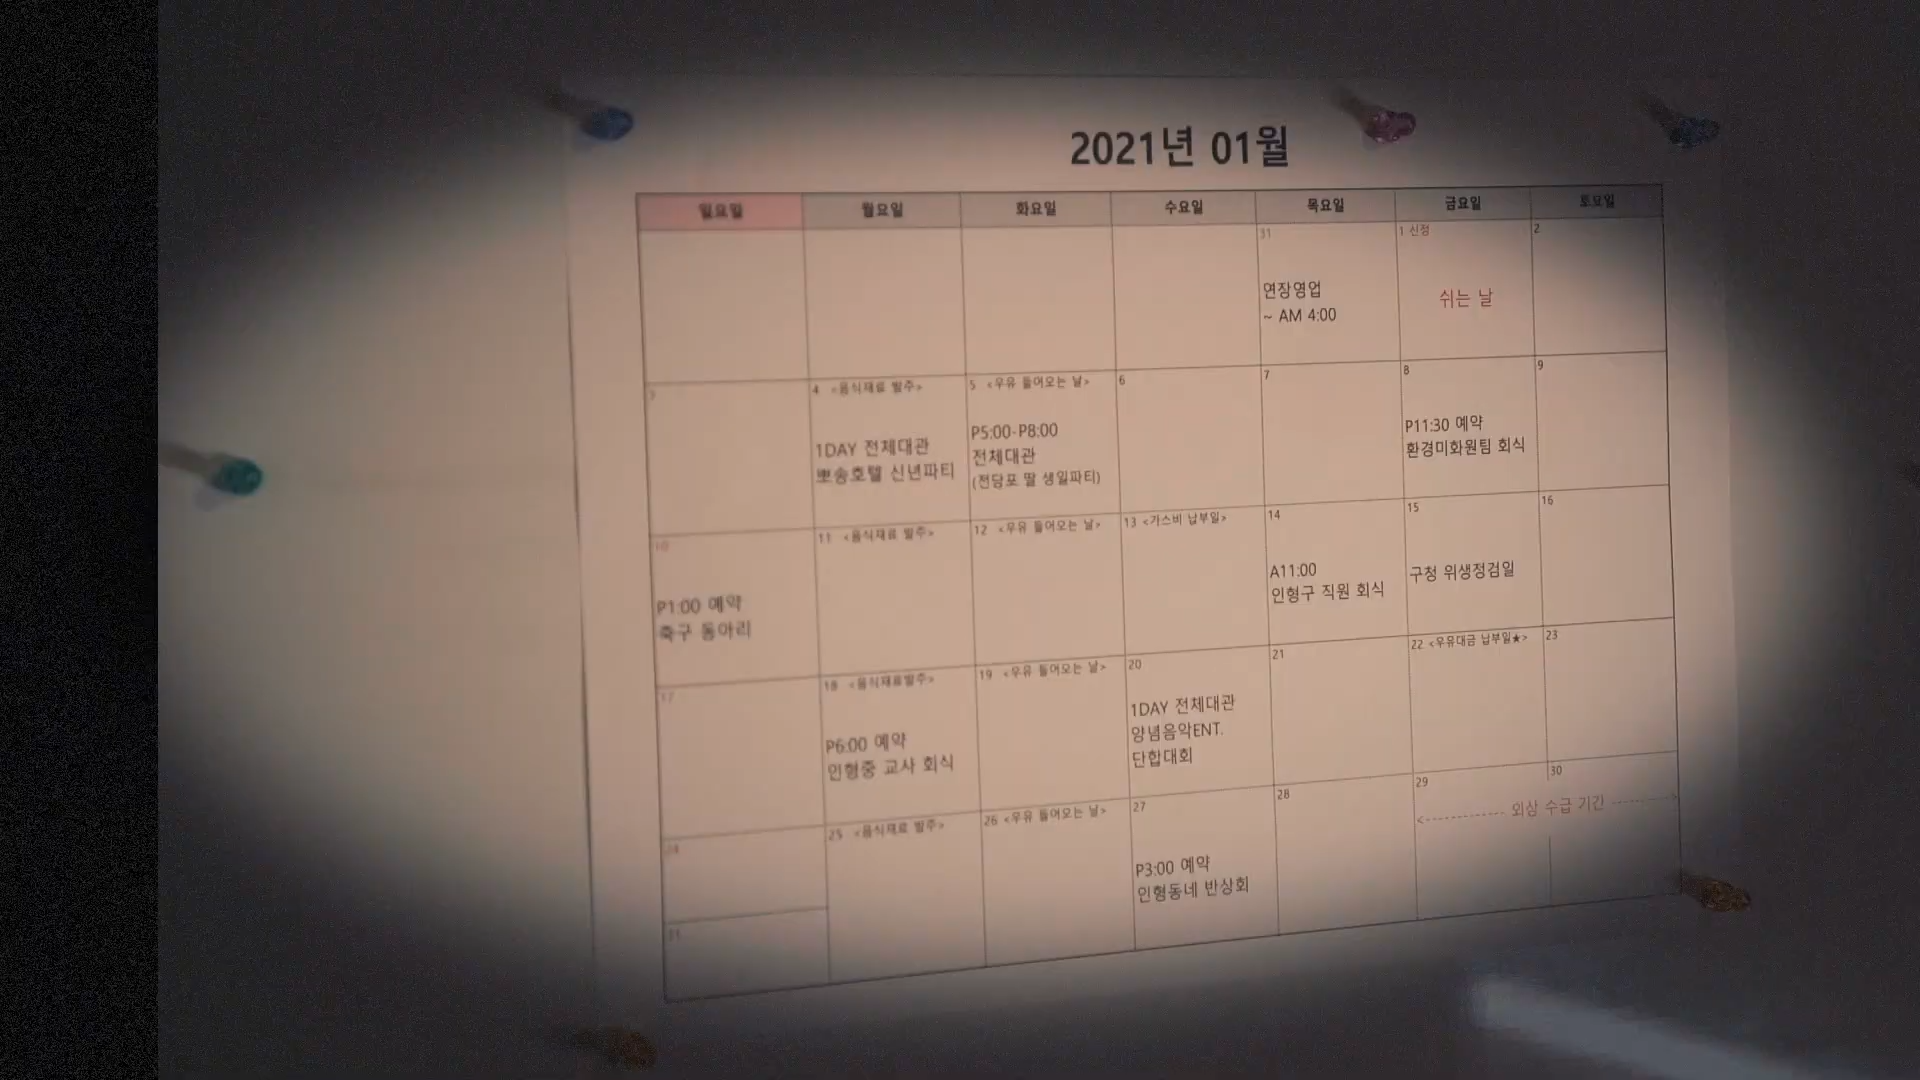 2021년 01월
일요일 월요일 화요일 수요일 목요일 금요일 토요일
31 1 신정 2
연장영업
~ AM 4:00
쉬는 날
3 4 <음식재료 발주> 5 <우유 들어오는 날> 6 7 8 9
1DAY 전체대관
뽀송호텔 신년파티
P5:00-P8:00
전체대관
(전당포 딸 생일파티)
P11:30 예약
환경미화원팀 회식
10 11 <음식재료 발주> 12 <우유 들어오는 날> 13 <가스비 납부일> 14 15 16
P1:00 예약
축구 동아리
A11:00
인형구 직원 회식
구청 위생점검일
17 18 <음식재료발주> 19 <우유 들어오는 날> 20 21 22 <우유대금 납부일★> 23
P6:00 예약
인형중 교사 회식
1DAY 전체대관
양념음악ENT.
단합대회
24 25 <음식재료 발주> 26 <우유 들어오는 날> 27 28 29 30
P3:00 예약
인형동네 반상회
<----------- 외상 수급 기간 ----------->
31